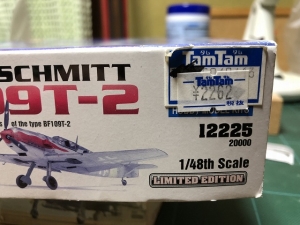 TamTam
TamTam
¥2262
SCHMITT
09T-2
of the type BF109T-2
12225
20000
1/48th Scale
LIMITED EDITION